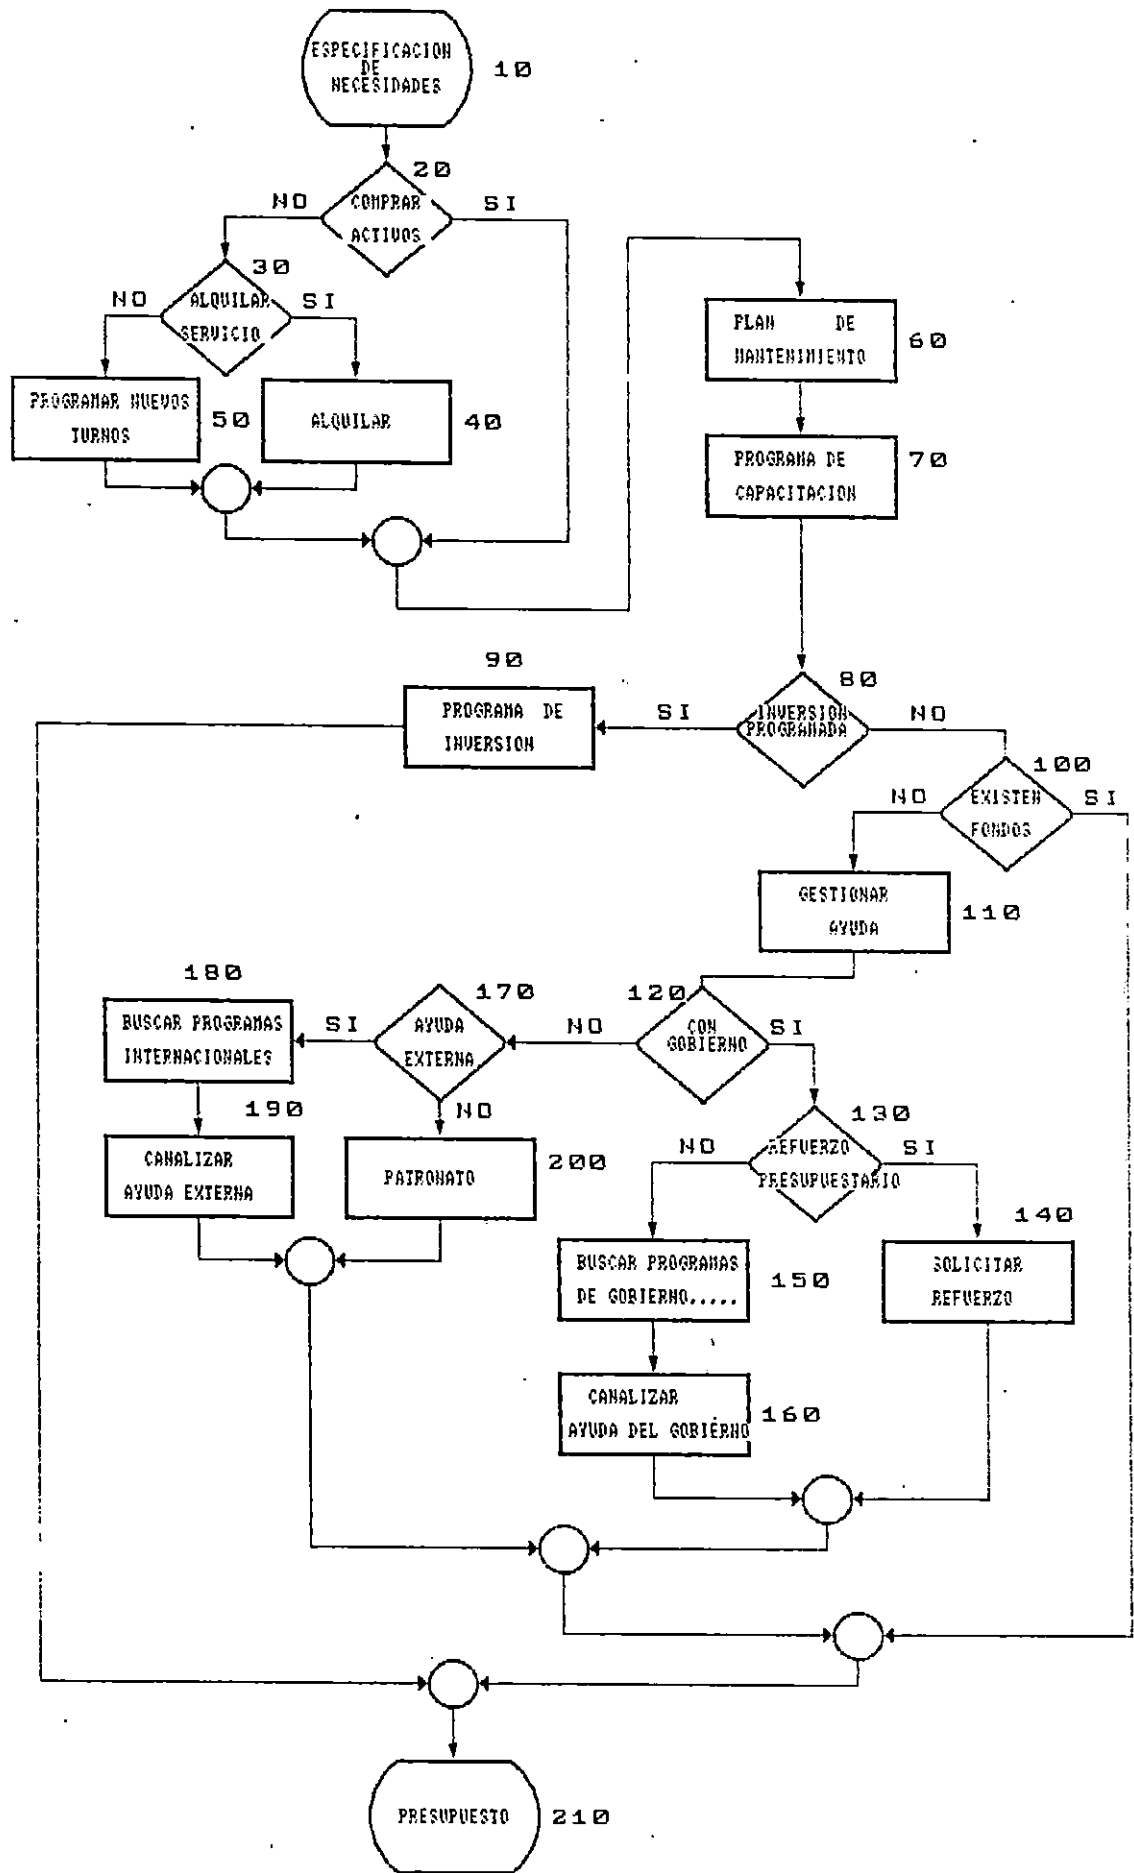 ESPECIFICACION
DE
NECESIDADES
10
20
NO
COMPRAR
ACTIVOS
SI
30
NO
ALQUILAR
SERVICIO
SI
PROGRAMAR NUEVOS
TURNOS
50
ALQUILAR
40
PLAN DE
MANTENIMIENTO
60
PROGRAMA DE
CAPACITACION
70
80
INVERSION
PROGRAMADA
SI
NO
90
PROGRAMA DE
INVERSION
100
EXISTEN
FONDOS
NO
SI
GESTIONAR
AYUDA
110
120
CON
GOBIERNO
NO
SI
170
AYUDA
EXTERNA
SI
NO
180
BUSCAR PROGRAMAS
INTERNACIONALES
190
CANALIZAR
AYUDA EXTERNA
PATRONATO
200
130
REFUERZO
PRESUPUESTARIO
NO
SI
140
SOLICITAR
REFUERZO
BUSCAR PROGRAMAS
DE GOBIERNO.....
150
CANALIZAR
AYUDA DEL GOBIERNO
160
PRESUPUESTO
210